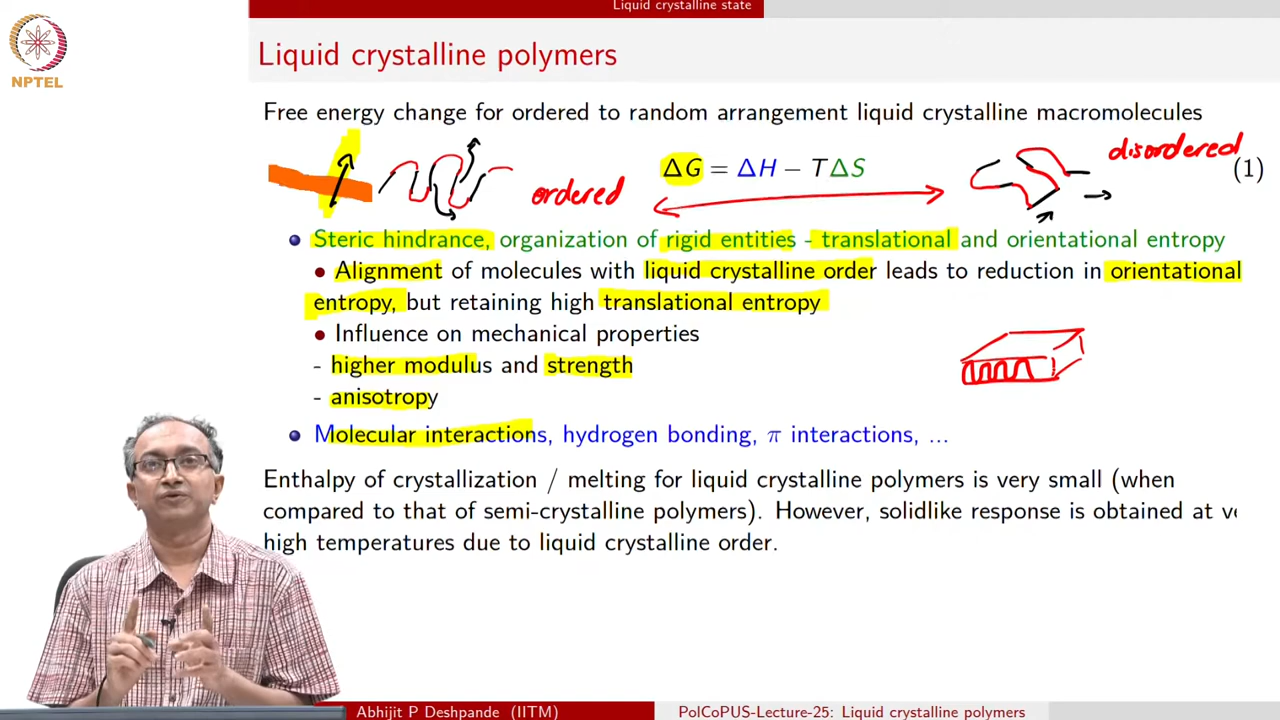 Liquid crystalline state
NPTEL
Liquid crystalline polymers
Free energy change for ordered to random arrangement liquid crystalline macromolecules
ordered
ΔG = ΔH − TΔS
disordered
(1)
Steric hindrance, organization of rigid entities - translational and orientational entropy
Alignment of molecules with liquid crystalline order leads to reduction in orientational
entropy, but retaining high translational entropy
Influence on mechanical properties
- higher modulus and strength
- anisotropy
Molecular interactions, hydrogen bonding, π interactions, ...
Enthalpy of crystallization / melting for liquid crystalline polymers is very small (when
compared to that of semi-crystalline polymers). However, solidlike response is obtained at
high temperatures due to liquid crystalline order.
Abhijit P Deshpande (IITM)
PolCoPUS-Lecture-25: Liquid crystalline polymers